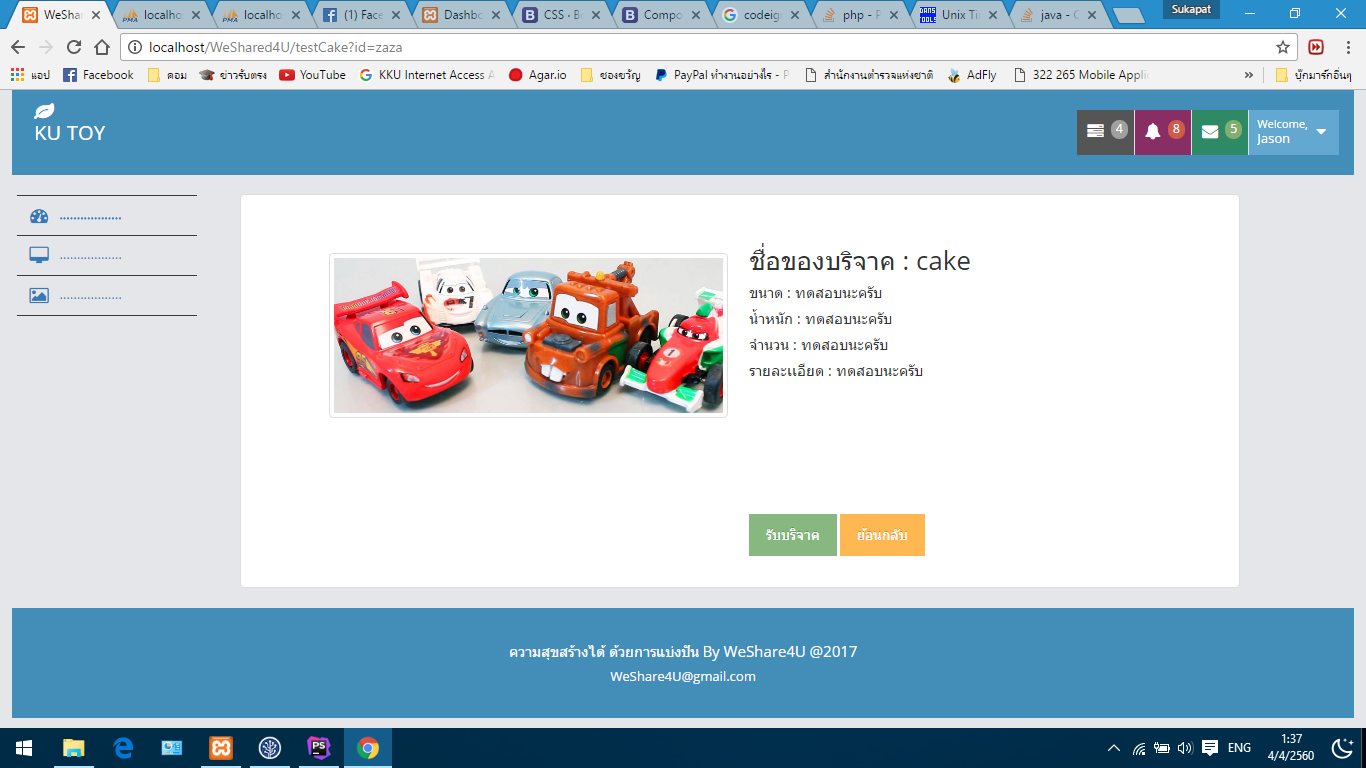 Sukapat
WeShar
localho
localho
(1) Face
Dashbo
CSS · Bo
Compo
codeign
php - P
Unix Tir
java - C
localhost/WeShared4U/testCake?id=zaza
แอป
Facebook
ดอม
ข่าวรับตรง
YouTube
KKU Internet Access A
Agar.io
ของขวัญ
PayPal ทำงานอย่างไร - P
สำนักงานตำรวจแห่งชาติ
AdFly
322 265 Mobile Appli
»
บุ๊กมาร์กอื่นๆ
KU TOY
4
8
5
Welcome,
Jason
.................
.................
.................
ชื่อของบริจาค : cake
ขนาด : ทดสอบนะครับ
น้ำหนัก : ทดสอบนะครับ
จำนวน : ทดสอบนะครับ
รายละเเอียด : ทดสอบนะครับ
รับบริจาค
ย้อนกลับ
ความสุขสร้างได้ ด้วยการแบ่งปัน By WeShare4U @2017
WeShare4U@gmail.com
PS
ENG
1:37
4/4/2560